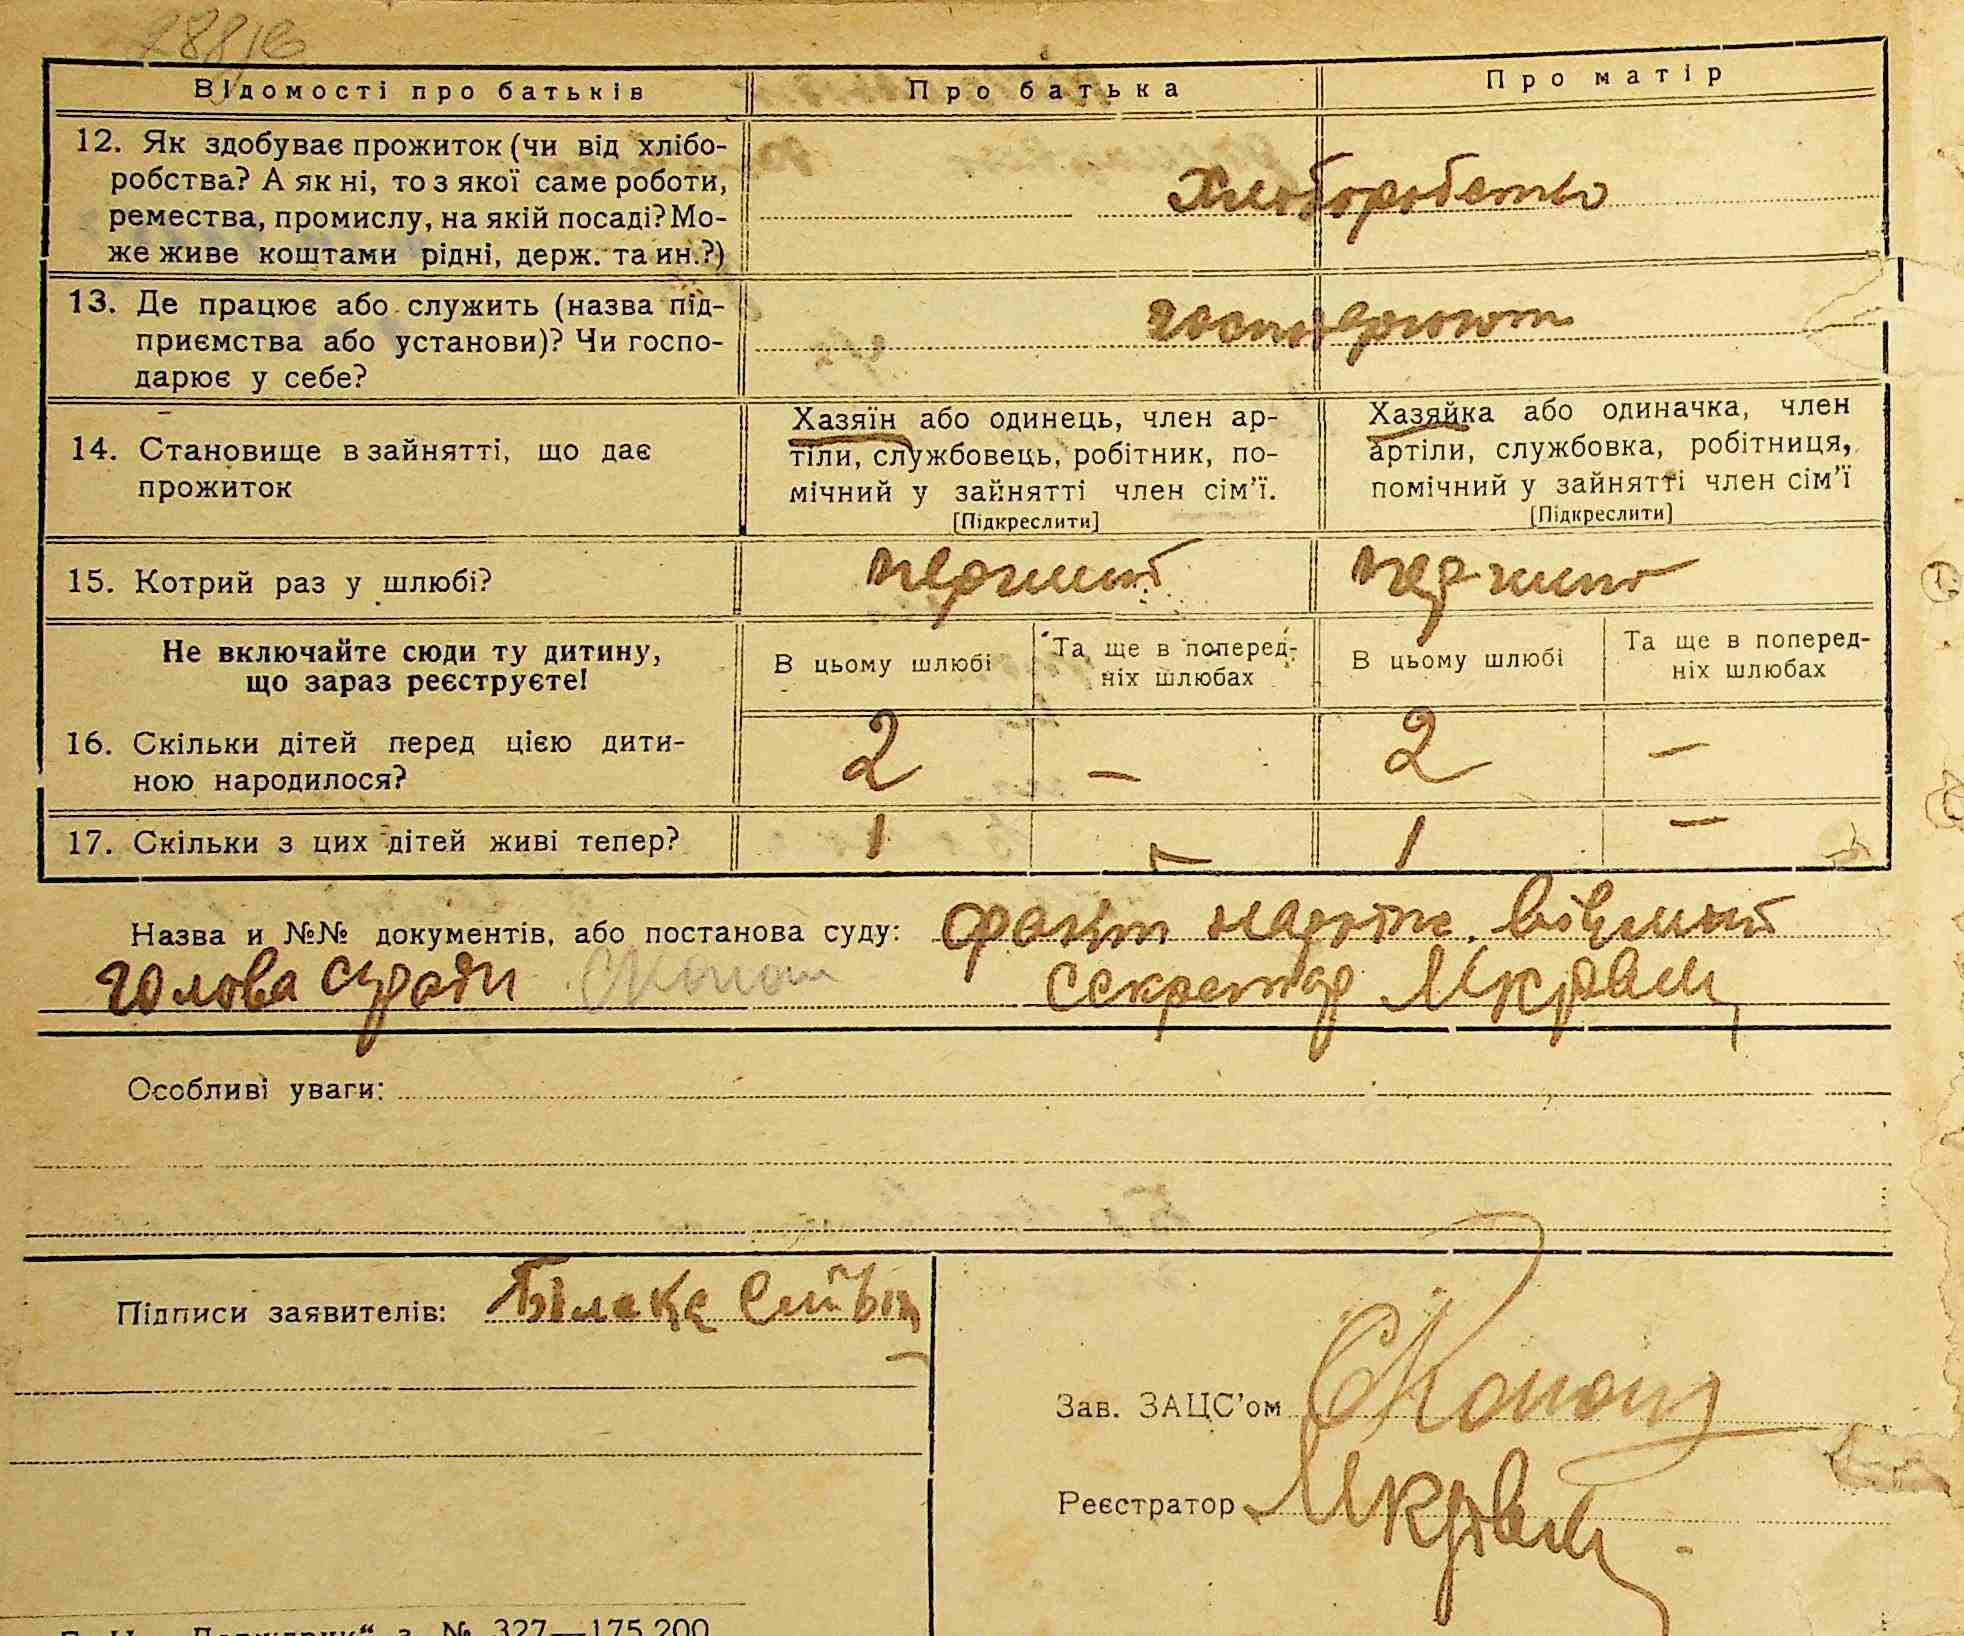 Відомості про батьків Про батька Про матір
12. Як здобуває прожиток (чи від хлібо-
робства? А як ні, то з якої саме роботи,
ремества, промислу, на якій посаді? Мо-
же живе коштами рідні, держ. та ин.?)
Хлоборобство
13. Де працює або служить (назва під-
приємства або установи)? Чи госпо-
дарює у себе?
14. Становище в зайнятті, що дає
прожиток
Хазяїн або одинець, член ар-
тіли, службовець, робітник, по-
мічний у зайнятті член сім'ї.
[Підкреслити]
Хазяйка або одиначка, член
артіли, службовка, робітниця,
помічний у зайнятті член сім'ї
[Підкреслити]
15. Котрий раз у шлюбі?
Не включайте сюди ту дитину,
що зараз реєструєте!
В цьому шлюбі
Та ще в поперед-
ніх шлюбах
В цьому шлюбі
Та ще в поперед-
ніх шлюбах
16. Скільки дітей перед цією дити-
ною народилося?
2 – 2 –
17. Скільки з цих дітей живі тепер? 1 – 1 –
Назва и №№ документів, або постанова суду: факт
Голова сради секретар
Особливі уваги:
Підписи заявителів:
Зав. ЗАЦС'ом
Реєстратор
№ 327—175.200